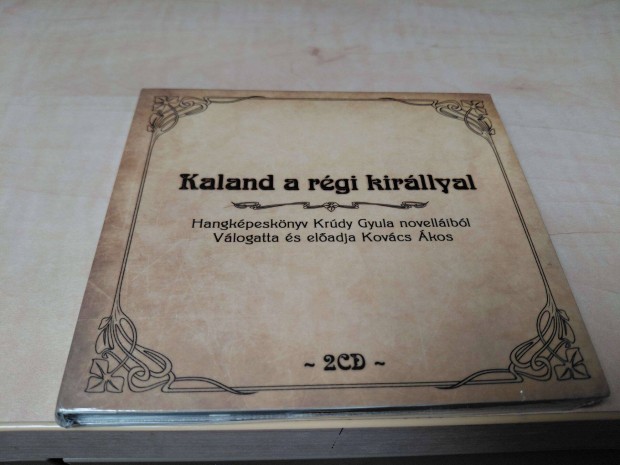 Kaland a régi királlyal
Hangképeskönyv Krúdy Gyula novelláiból
Válogatta és előadja Kovács Ákos
~ 2CD ~